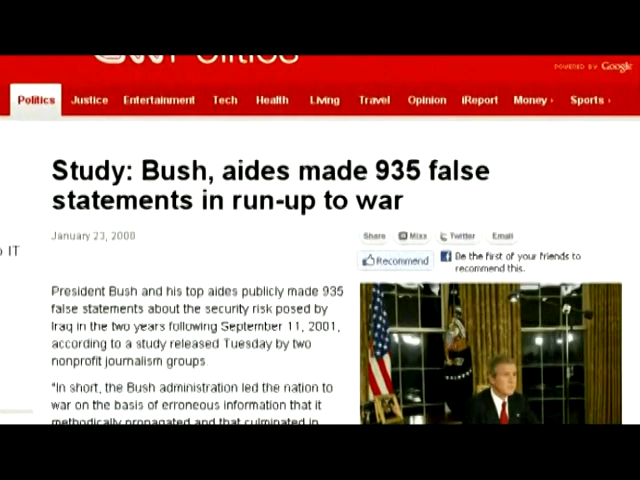 POWERED BY Google
Politics Justice Entertainment Tech Health Living Travel Opinion iReport Money Sports
Study: Bush, aides made 935 false
statements in run-up to war
January 23, 2008
Share Mixx Twitter Email
IT
Recommend
Be the first of your friends to
recommend this.
President Bush and his top aides publicly made 935
false statements about the security risk posed by
Iraq in the two years following September 11, 2001,
according to a study released Tuesday by two
nonprofit journalism groups.
"In short, the Bush administration led the nation to
war on the basis of erroneous information that it
methodically propagated and that culminated in